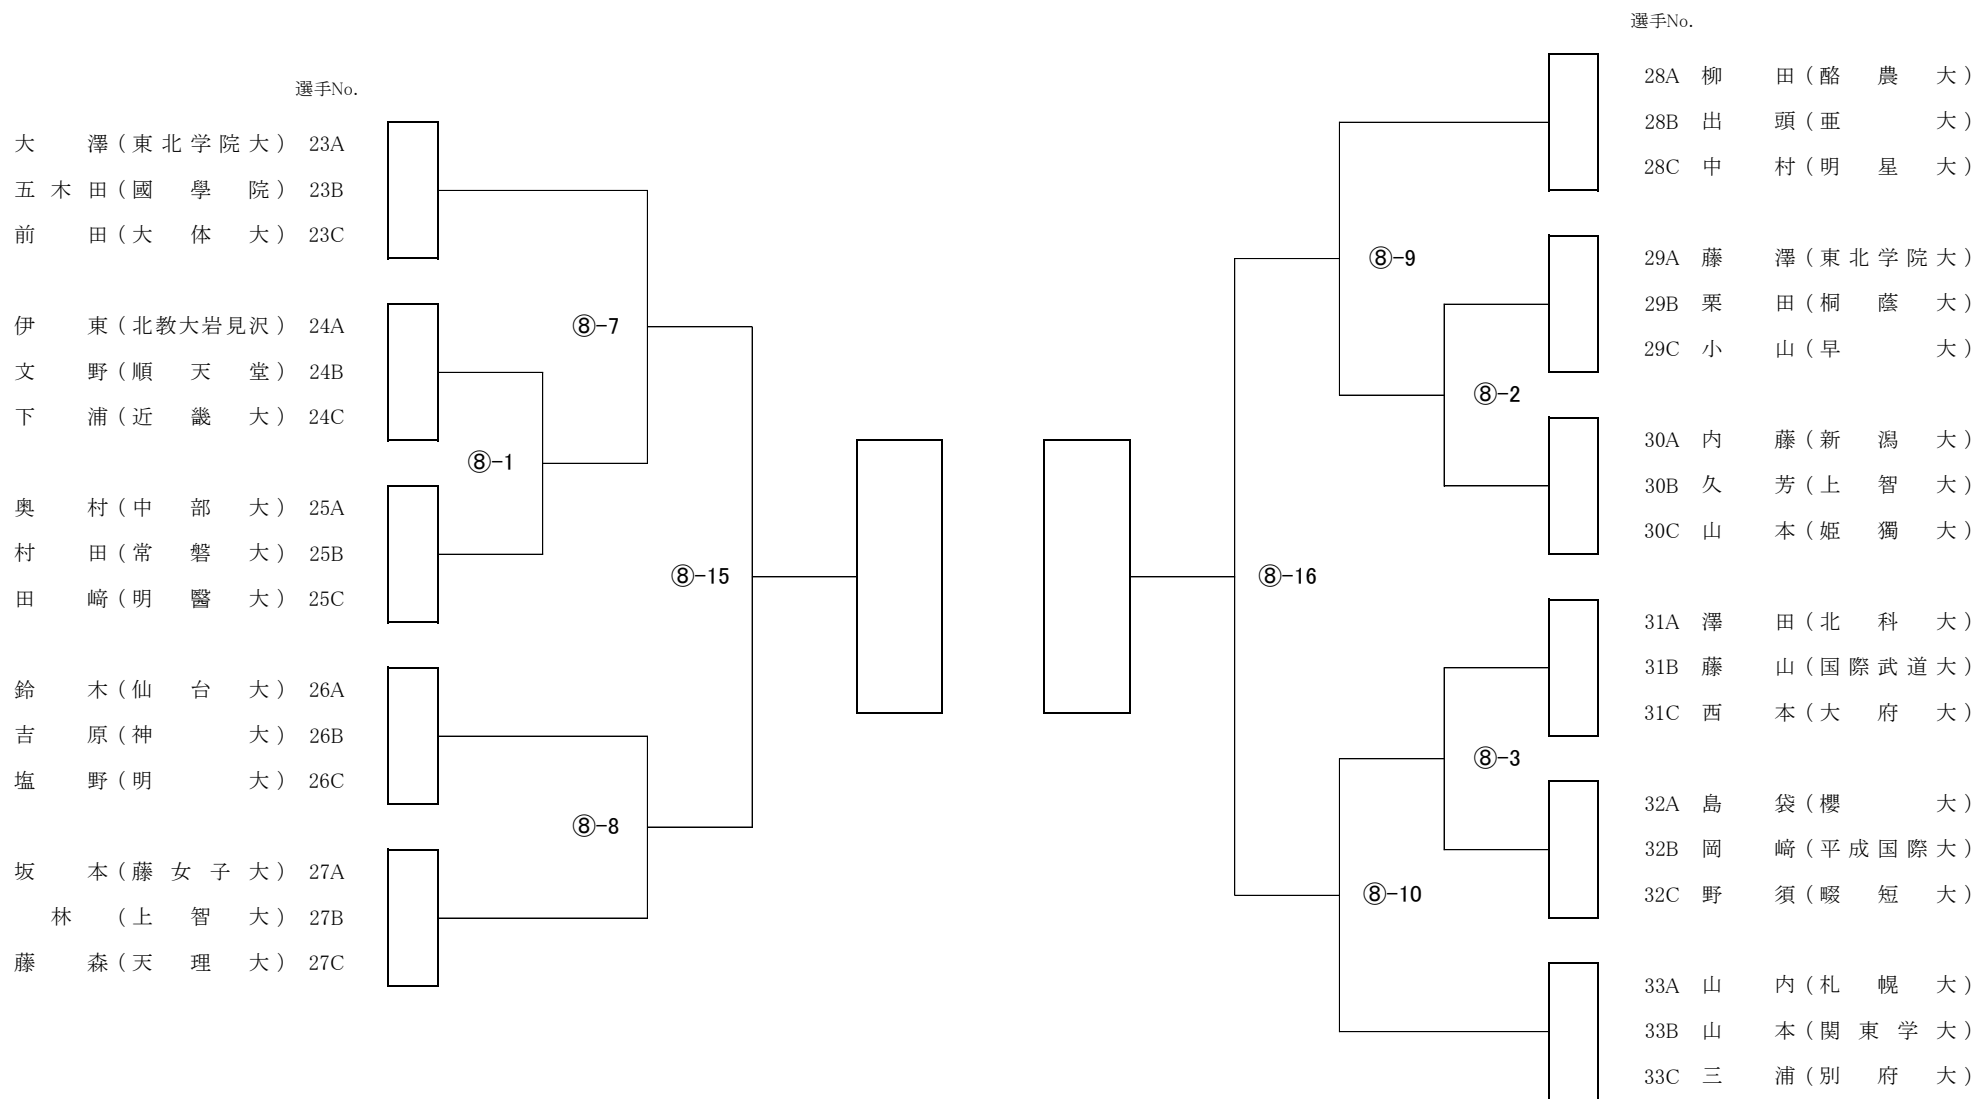 選手No.
大澤(東北学院大) 23A
五木田(國學院) 23B
前田(大体大) 23C
伊東(北教大岩見沢) 24A
文野(順天堂) 24B
下浦(近畿大) 24C
奥村(中部大) 25A
村田(常磐大) 25B
田﨑(明醫大) 25C
鈴木(仙台大) 26A
吉原(神大) 26B
塩野(明大) 26C
坂本(藤女子大) 27A
林(上智大) 27B
藤森(天理大) 27C
⑧-7
⑧-1
⑧-15
⑧-8
選手No.
28A 柳田(酪農大)
28B 出頭(亜大)
28C 中村(明星大)
29A 藤澤(東北学院大)
29B 栗田(桐蔭大)
29C 小山(早大)
30A 内藤(新潟大)
30B 久芳(上智大)
30C 山本(姫獨大)
31A 澤田(北科大)
31B 藤山(国際武道大)
31C 西本(大府大)
32A 島袋(櫻大)
32B 岡﨑(平成国際大)
32C 野須(畷短大)
33A 山内(札幌大)
33B 山本(関東学大)
33C 三浦(別府大)
⑧-9
⑧-2
⑧-16
⑧-3
⑧-10